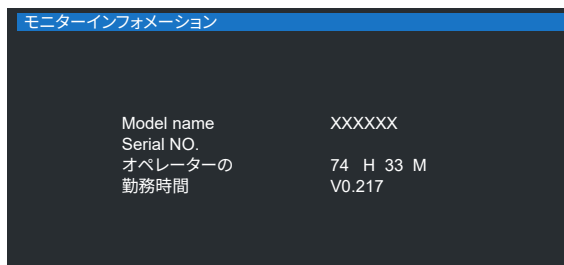 モニターインフォメーション
Model name XXXXXX
Serial NO.
オペレーターの 74 H 33 M
勤務時間 V0.217